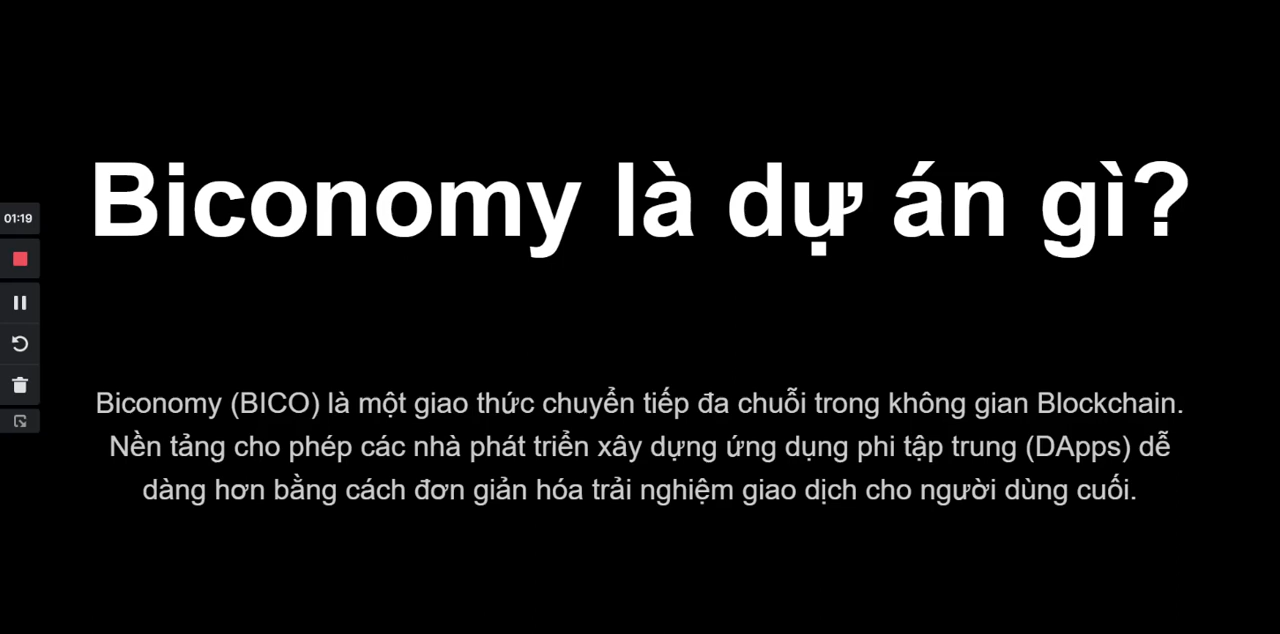 Biconomy là dự án gì?
01:19
Biconomy (BICO) là một giao thức chuyển tiếp đa chuỗi trong không gian Blockchain.
Nền tảng cho phép các nhà phát triển xây dựng ứng dụng phi tập trung (DApps) dễ
dàng hơn bằng cách đơn giản hóa trải nghiệm giao dịch cho người dùng cuối.